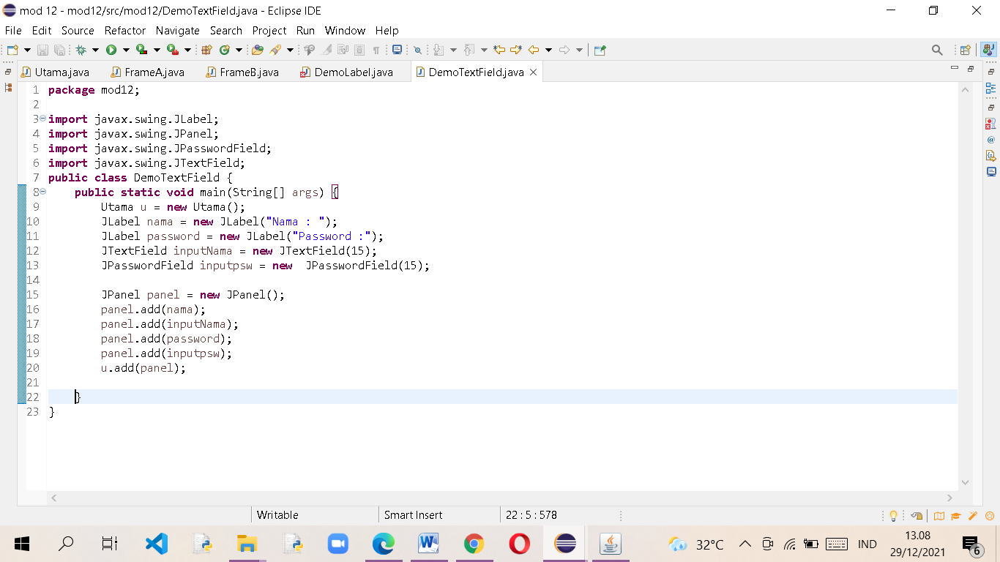 mod 12 - mod12/src/mod12/DemoTextField.java - Eclipse IDE
File Edit Source Refactor Navigate Search Project Run Window Help
Utama.java FrameA.java FrameB.java DemoLabel.java DemoTextField.java
1 package mod12;
2
3 import javax.swing.JLabel;
4 import javax.swing.JPanel;
5 import javax.swing.JPasswordField;
6 import javax.swing.JTextField;
7 public class DemoTextField {
8     public static void main(String[] args) {
9         Utama u = new Utama();
10         JLabel nama = new JLabel("Nama : ");
11         JLabel password = new JLabel("Password :");
12         JTextField inputNama = new JTextField(15);
13         JPasswordField inputpsw = new  JPasswordField(15);
14
15         JPanel panel = new JPanel();
16         panel.add(nama);
17         panel.add(inputNama);
18         panel.add(password);
19         panel.add(inputpsw);
20         u.add(panel);
21
22     }
23 }
Writable Smart Insert 22 : 5 : 578
32°C IND 13.08
29/12/2021 6